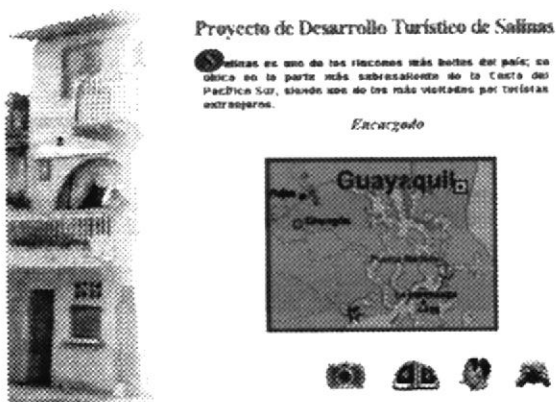 Proyecto de Desarrollo Turístico de Salinas
Salinas es uno de los rincones más bellos del país; se
ubica en la parte más sobresaliente de la Costa del
Pacífico Sur, siendo uno de los más visitados por turistas
extranjeros.
Encargado
Guayaquil